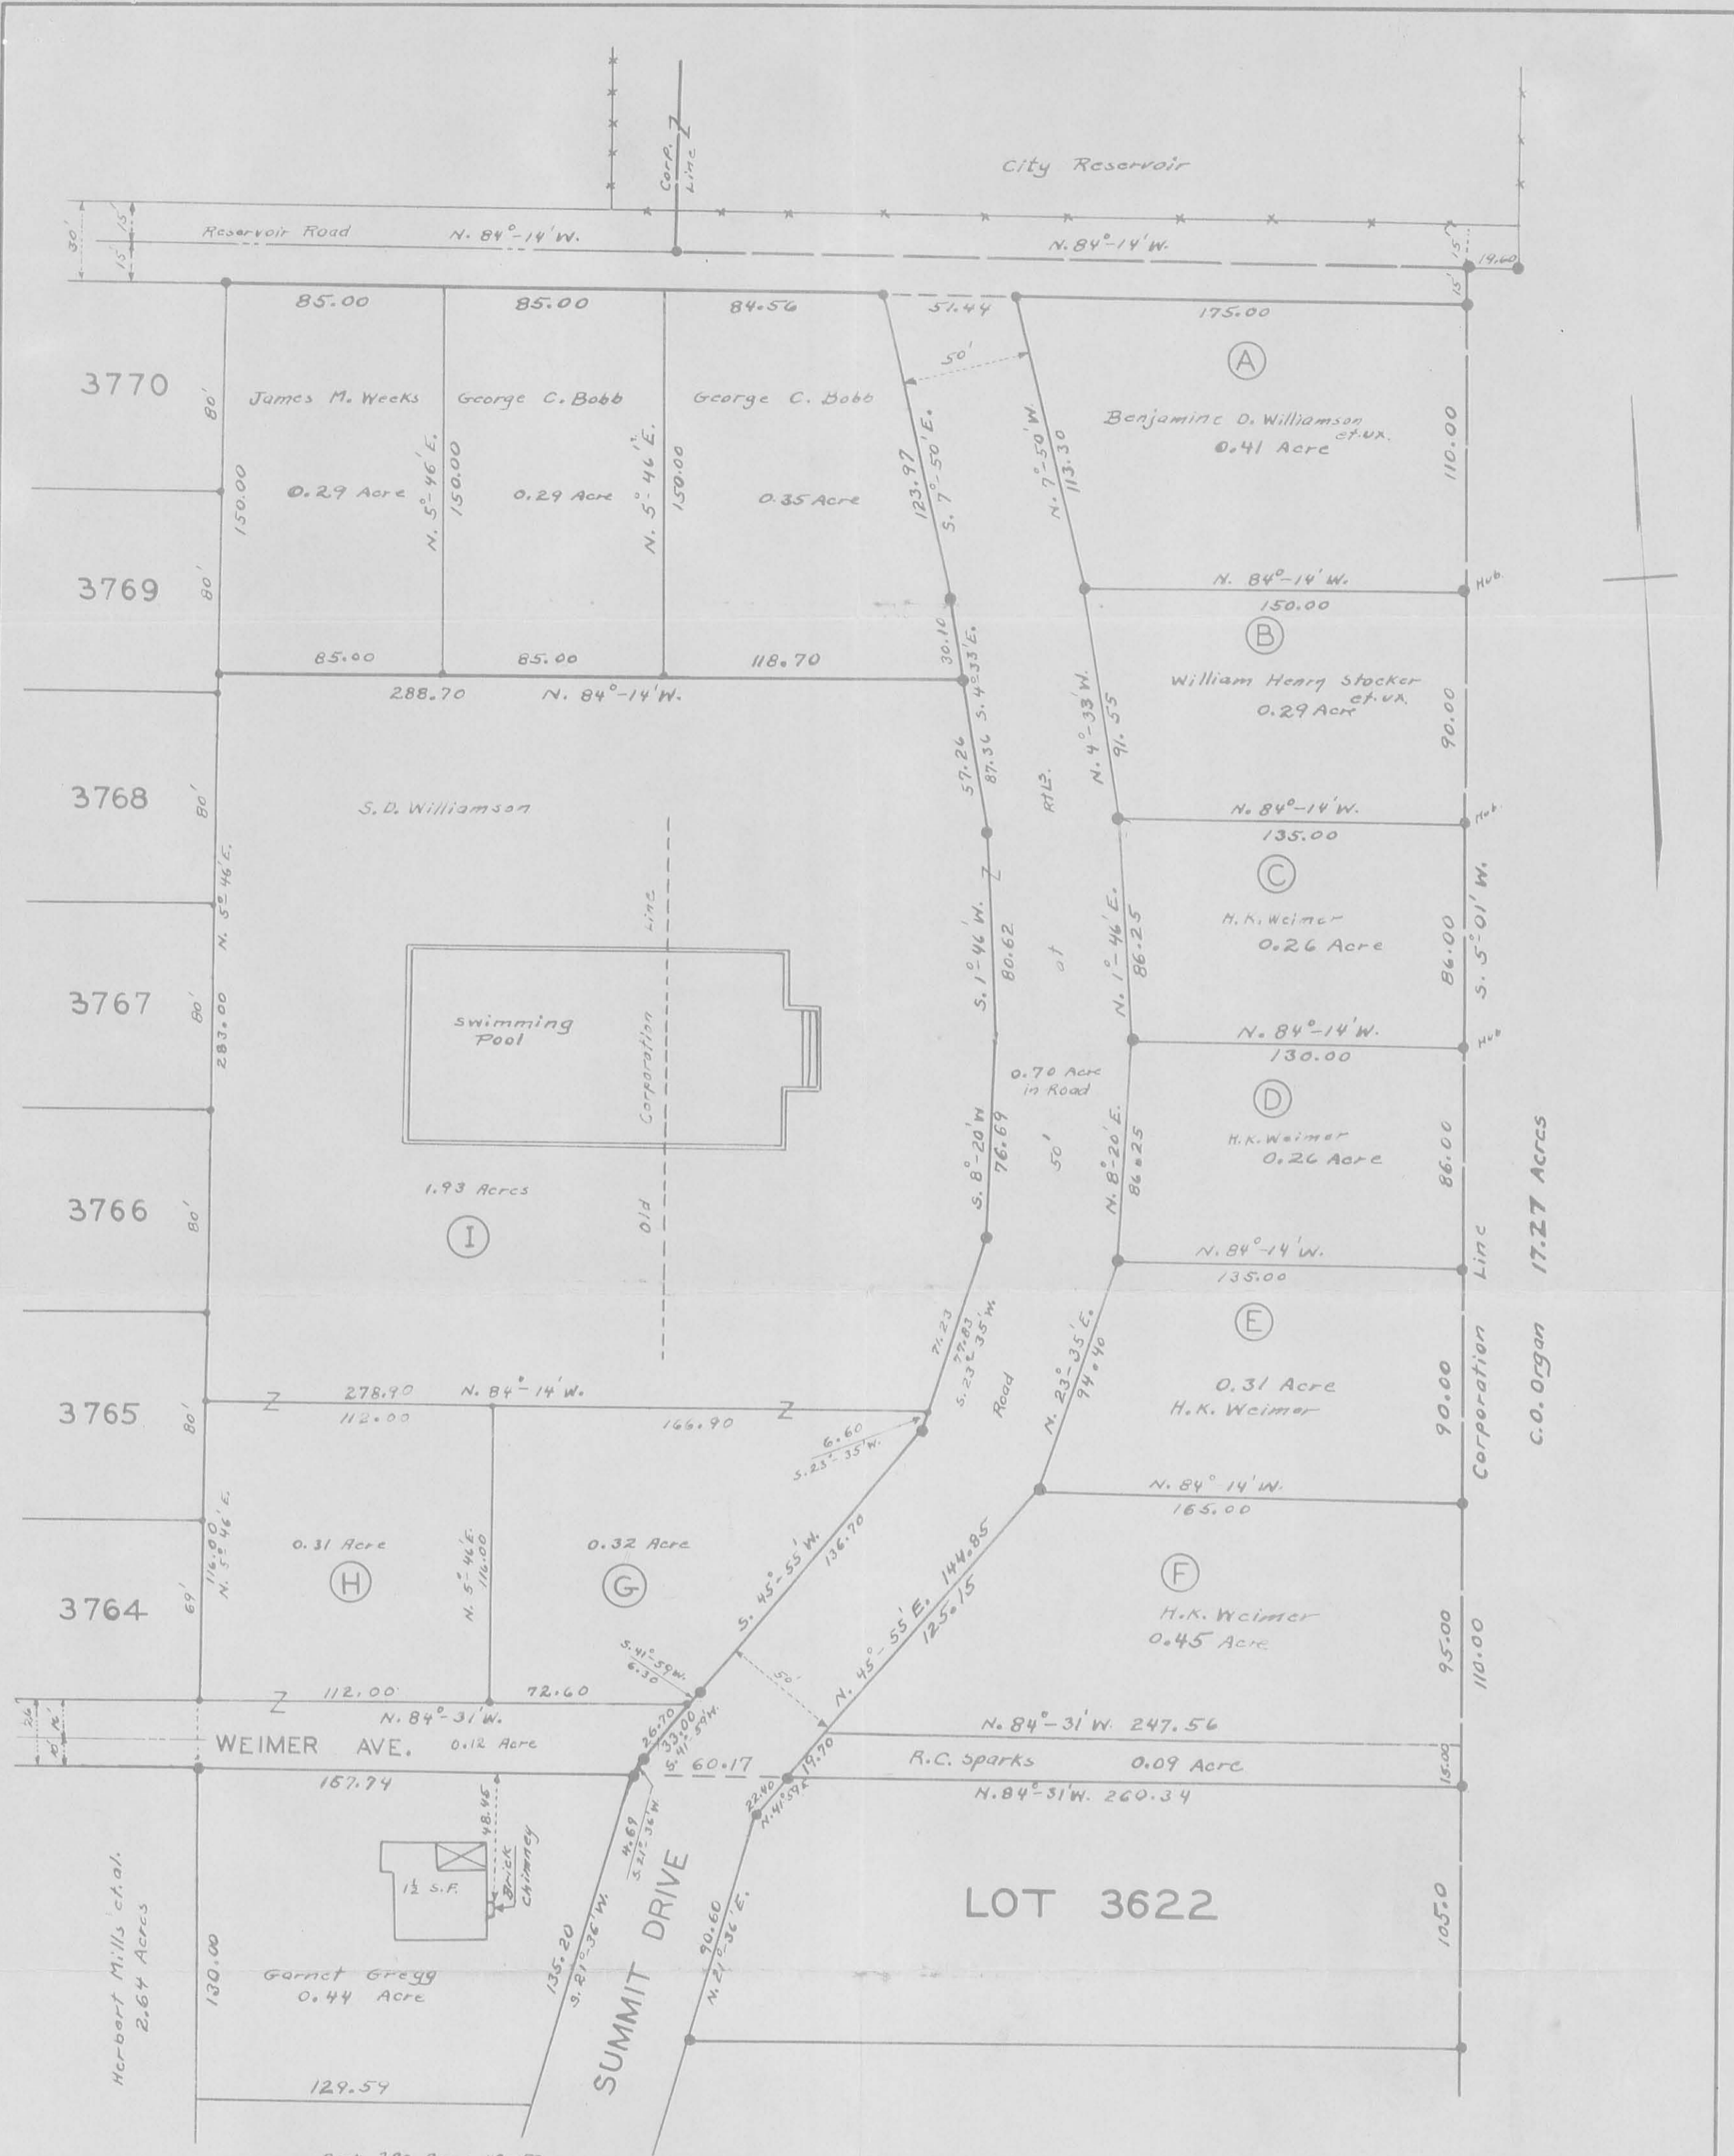 Corp. Line
City Reservoir
30'
15'
15'
Reservoir Road
N. 84°-14' W.
N. 84°-14' W.
15'
19.60
15'
85.00
85.00
84.56
51.44
175.00
50'
A
3770
80'
James M. Weeks
George C. Bobb
George C. Bobb
Benjamine D. Williamson
et.ux.
0.41 Acre
110.00
150.00
0.29 Acre
N. 5°-46' E.
150.00
0.29 Acre
N. 5°-46' E.
150.00
0.35 Acre
123.97
S. 7°-50' E.
N. 7°-50' W.
113.30
3769
80'
N. 84°-14' W.
Hub.
150.00
B
30.10
85.00
85.00
118.70
288.70
N. 84°-14' W.
William Henry Stocker
et.ux.
0.29 Acre
90.00
57.26
87.36 S. 4°-33' E.
N. 4°-33' W.
91.55
3768
80'
S. D. Williamson
Rt L⁵.
N. 84°-14' W.
Hub.
135.00
C
283.00 N. 5°-46' E.
H. K. Weimer
0.26 Acre
86.00
S. 5°-01' W.
S. 1°-46' W.
80.62
of
N. 1°-46' E.
86.25
3767
80'
Swimming
Pool
Old Corporation Line
N. 84°-14' W.
Hub
130.00
0.70 Acre
in Road
D
H. K. Weimer
0.26 Acre
86.00
S. 8°-20' W
76.69
50'
N. 8°-20' E.
86.25
3766
80'
1.93 Acres
I
N. 84°-14' W.
135.00
E
C. O. Organ 17.27 Acres
Corporation Line
71.23
77.83
S. 23°-35' W.
Road
N. 23°-35' E.
94.40
0.31 Acre
H. K. Weimer
90.00
3765
80'
278.90
N. 84°-14' W.
112.00
166.90
6.60
S. 23°-35' W.
N. 84° 14' W.
165.00
0.31 Acre
H
116.00
N. 5°-46' E.
N. 5°-46' E.
116.00
0.32 Acre
G
S. 45°-55' W.
136.70
N. 45°-55' E. 144.85
125.15
F
H. K. Weimer
0.45 Acre
95.00
110.00
3764
69'
S. 41°-59' W.
6.30
50'
112.00
72.60
N. 84°-31' W.
26'
16'
10'
WEIMER AVE.
0.12 Acre
26.70
33.00
S. 41°-59' W.
N. 84°-31' W. 247.56
R. C. Sparks
0.09 Acre
15.00
19.70
60.17
157.74
N. 84°-31' W. 260.34
22.40
N. 41°-59' E.
48.45
4.69
S. 21°-36' W
1½ S.F.
Brick
Chimney
SUMMIT DRIVE
LOT 3622
105.0
90.60
N. 21°-36' E.
135.20
S. 21°-36' W.
Herbert Mills et.al.
2.64 Acres
130.00
Garnet Gregg
0.44 Acre
129.59